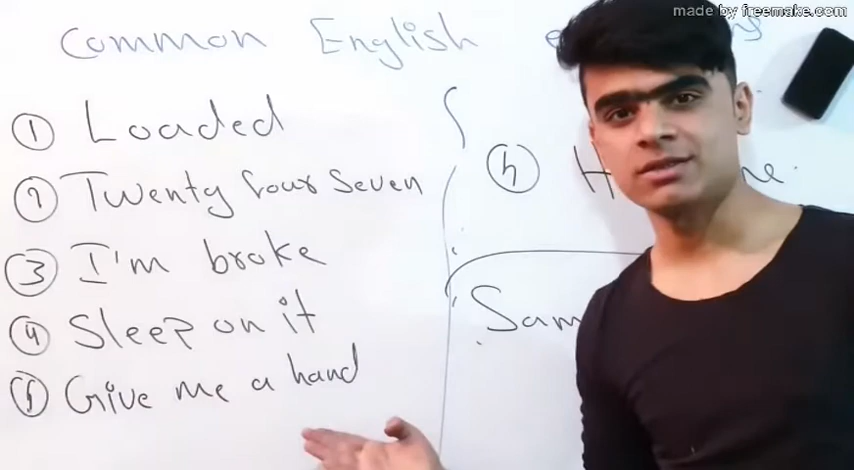 made by freemake.com
Common English
① Loaded
② Twenty four seven
③ I'm broke
④ Sleep on it
⑤ Give me a hand